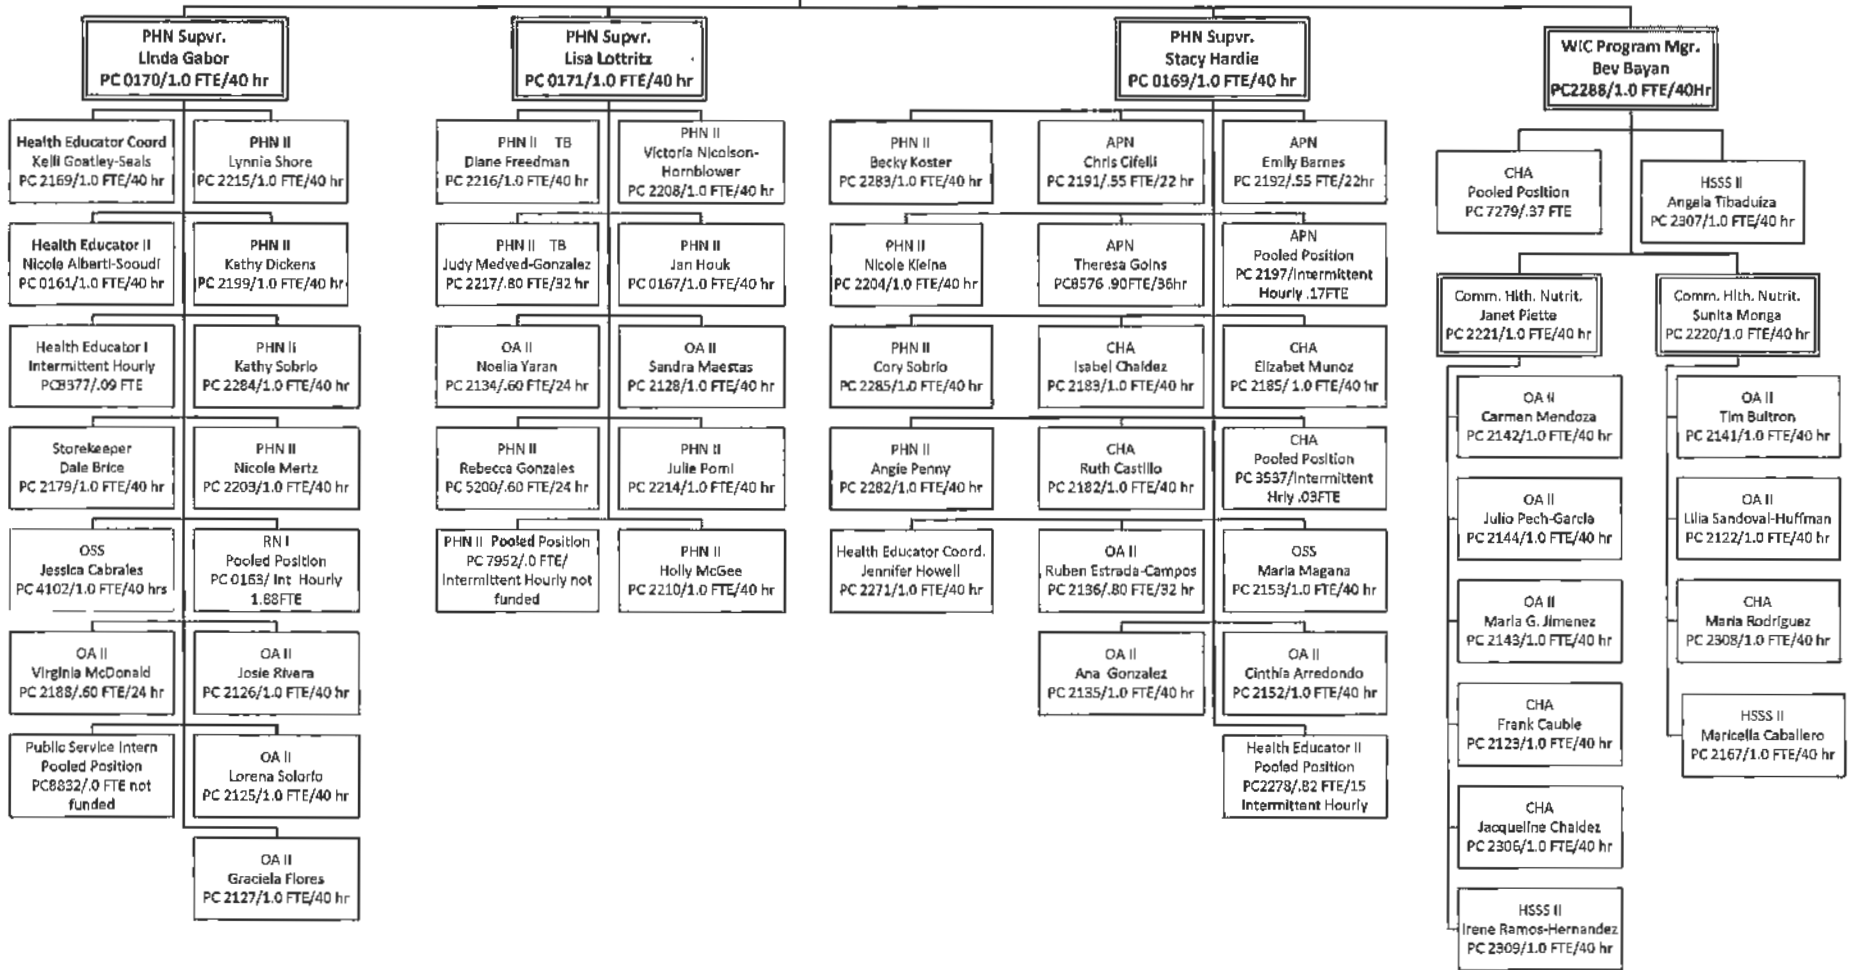 PHN Supvr.
Linda Gabor
PC 0170/1.0 FTE/40 hr
PHN Supvr.
Lisa Lottritz
PC 0171/1.0 FTE/40 hr
PHN Supvr.
Stacy Hardie
PC 0169/1.0 FTE/40 hr
WIC Program Mgr.
Bev Bayan
PC2288/1.0 FTE/40Hr
Health Educator Coord
Kelli Goatley-Seals
PC 2169/1.0 FTE/40 hr
PHN II
Lynnie Shore
PC 2215/1.0 FTE/40 hr
Health Educator II
Nicole Alberti-Sooudi
PC 0161/1.0 FTE/40 hr
PHN II
Kathy Dickens
PC 2199/1.0 FTE/40 hr
Health Educator I
Intermittent Hourly
PC8377/.09 FTE
PHN II
Kathy Sobrio
PC 2284/1.0 FTE/40 hr
Storekeeper
Dale Brice
PC 2179/1.0 FTE/40 hr
PHN II
Nicole Mertz
PC 2203/1.0 FTE/40 hr
OSS
Jessica Cabrales
PC 4102/1.0 FTE/40 hrs
RN I
Pooled Position
PC 0163/ Int Hourly
1.88FTE
OA II
Virginia McDonald
PC 2188/.60 FTE/24 hr
OA II
Josie Rivera
PC 2126/1.0 FTE/40 hr
Public Service Intern
Pooled Position
PC8832/.0 FTE not
funded
OA II
Lorena Solorio
PC 2125/1.0 FTE/40 hr
OA II
Graciela Flores
PC 2127/1.0 FTE/40 hr
PHN II TB
Diane Freedman
PC 2216/1.0 FTE/40 hr
PHN II
Victoria Nicolson-
Hornblower
PC 2208/1.0 FTE/40 hr
PHN II TB
Judy Medved-Gonzalez
PC 2217/.80 FTE/32 hr
PHN II
Jan Houk
PC 0167/1.0 FTE/40 hr
OA II
Noelia Yaran
PC 2134/.60 FTE/24 hr
OA II
Sandra Maestas
PC 2128/1.0 FTE/40 hr
PHN II
Rebecca Gonzales
PC 5200/.60 FTE/24 hr
PHN II
Julie Pomi
PC 2214/1.0 FTE/40 hr
PHN II Pooled Position
PC 7952/.0 FTE/
Intermittent Hourly not
funded
PHN II
Holly McGee
PC 2210/1.0 FTE/40 hr
PHN II
Becky Koster
PC 2283/1.0 FTE/40 hr
APN
Chris Cifelli
PC 2191/.55 FTE/22 hr
APN
Emily Barnes
PC 2192/.55 FTE/22hr
PHN II
Nicole Kleine
PC 2204/1.0 FTE/40 hr
APN
Theresa Goins
PC8576 .90FTE/36hr
APN
Pooled Position
PC 2197/Intermittent
Hourly .17FTE
PHN II
Cory Sobrio
PC 2285/1.0 FTE/40 hr
CHA
Isabel Chaidez
PC 2183/1.0 FTE/40 hr
CHA
Elizabet Munoz
PC 2185/ 1.0 FTE/40 hr
PHN II
Angie Penny
PC 2282/1.0 FTE/40 hr
CHA
Ruth Castillo
PC 2182/1.0 FTE/40 hr
CHA
Pooled Position
PC 3537/Intermittent
Hrly .03FTE
Health Educator Coord.
Jennifer Howell
PC 2271/1.0 FTE/40 hr
OA II
Ruben Estrada-Campos
PC 2136/.80 FTE/32 hr
OSS
Maria Magana
PC 2153/1.0 FTE/40 hr
OA II
Ana Gonzalez
PC 2135/1.0 FTE/40 hr
OA II
Cinthia Arredondo
PC 2152/1.0 FTE/40 hr
Health Educator II
Pooled Position
PC2278/.82 FTE/15
Intermittent Hourly
CHA
Pooled Position
PC 7279/.37 FTE
HSSS II
Angela Tibaduiza
PC 2307/1.0 FTE/40 hr
Comm. Hlth. Nutrit.
Janet Piette
PC 2221/1.0 FTE/40 hr
Comm. Hlth. Nutrit.
Sunita Monga
PC 2220/1.0 FTE/40 hr
OA II
Carmen Mendoza
PC 2142/1.0 FTE/40 hr
OA II
Tim Bultron
PC 2141/1.0 FTE/40 hr
OA II
Julio Pech-Garcia
PC 2144/1.0 FTE/40 hr
OA II
Lilia Sandoval-Huffman
PC 2122/1.0 FTE/40 hr
OA II
Maria G. Jimenez
PC 2143/1.0 FTE/40 hr
CHA
Maria Rodriguez
PC 2308/1.0 FTE/40 hr
CHA
Frank Cauble
PC 2123/1.0 FTE/40 hr
HSSS II
Maricella Caballero
PC 2167/1.0 FTE/40 hr
CHA
Jacqueline Chaidez
PC 2306/1.0 FTE/40 hr
HSSS II
Irene Ramos-Hernandez
PC 2309/1.0 FTE/40 hr